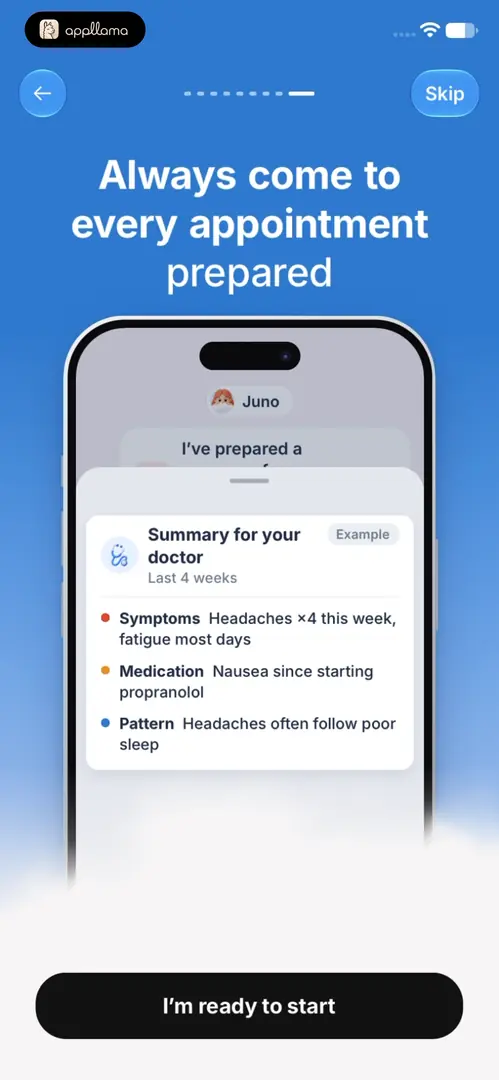 appllama
Skip
Always come to
every appointment
prepared
Juno
I've prepared a
Summary for your
doctor
Example
Last 4 weeks
Symptoms Headaches ×4 this week,
fatigue most days
Medication Nausea since starting
propranolol
Pattern Headaches often follow poor
sleep
I'm ready to start